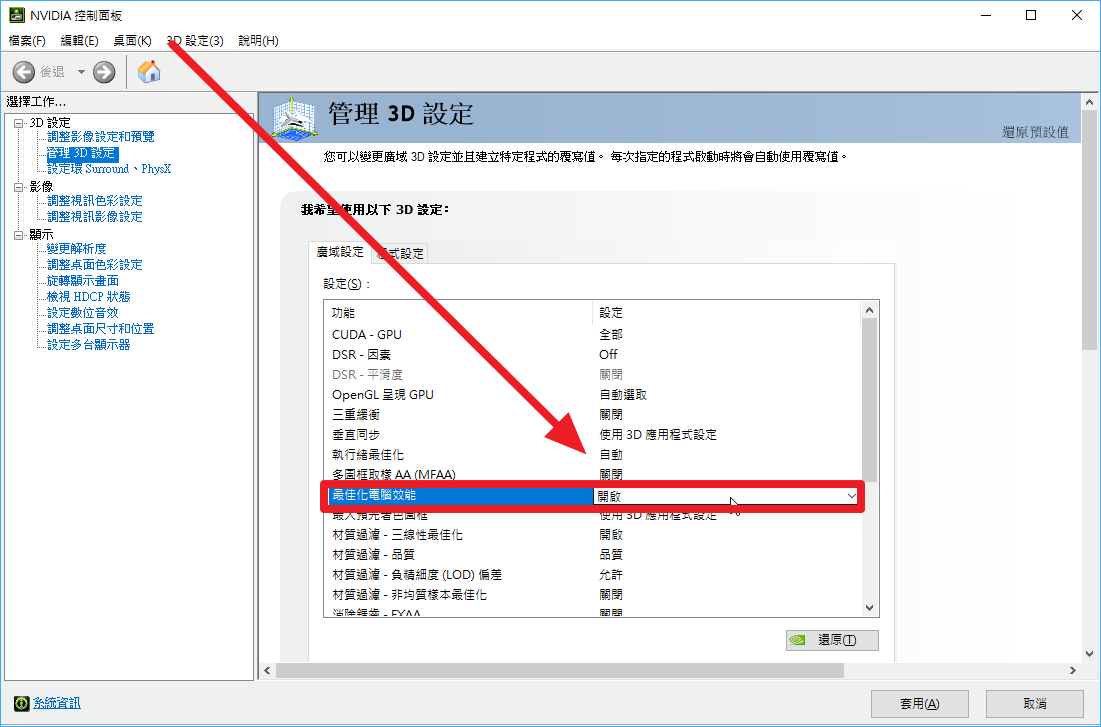 NVIDIA 控制面板
檔案(F) 編輯(E) 桌面(K) 3D 設定(3) 說明(H)
後退
選擇工作...
3D 設定
調整影像設定和預覽
管理 3D 設定
設定環 Surround、PhysX
影像
調整視訊色彩設定
調整視訊影像設定
顯示
變更解析度
調整桌面色彩設定
旋轉顯示畫面
檢視 HDCP 狀態
設定數位音效
調整桌面尺寸和位置
設定多台顯示器
系統資訊
管理 3D 設定
還原預設值
您可以變更廣域 3D 設定並且建立特定程式的覆寫值。 每次指定的程式啟動時將會自動使用覆寫值。
我希望使用以下 3D 設定:
廣域設定 程式設定
設定(S) :
功能 設定
CUDA - GPU 全部
DSR - 因素 Off
DSR - 平滑度 關閉
OpenGL 呈現 GPU 自動選取
三重緩衝 關閉
垂直同步 使用 3D 應用程式設定
執行緒最佳化 自動
多圖框取樣 AA (MFAA) 關閉
最佳化電腦效能 開啟
最大預先著色圖框 使用 3D 應用程式設定
材質過濾 - 三線性最佳化 開啟
材質過濾 - 品質 品質
材質過濾 - 負精細度 (LOD) 偏差 允許
材質過濾 - 非均質樣本最佳化 關閉
消除鋸齒 - FXAA 關閉
還原(T)
套用(A) 取消